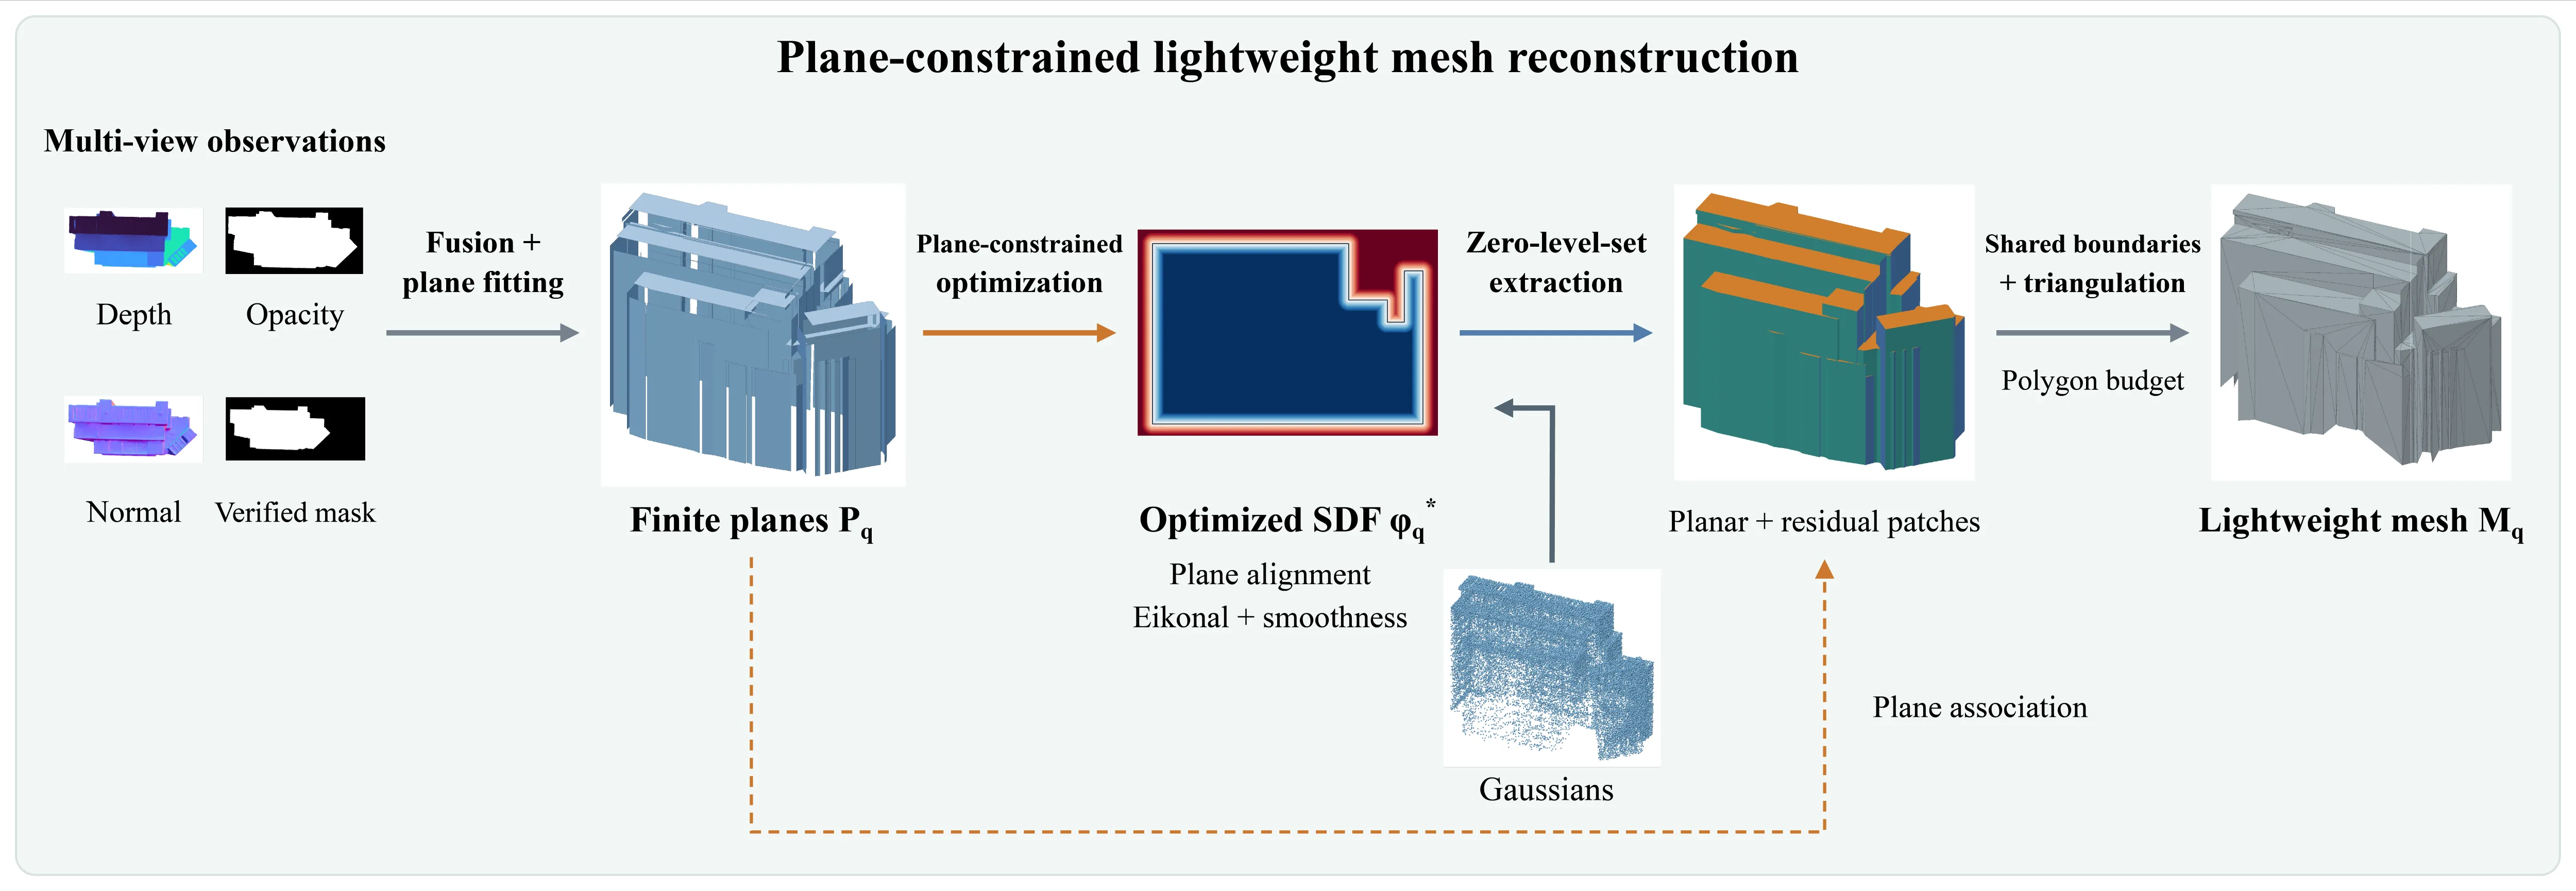 Plane-constrained lightweight mesh reconstruction
Multi-view observations
Depth
Opacity
Normal
Verified mask
Fusion +
plane fitting
Finite planes Pq
Plane-constrained
optimization
Optimized SDF φq*
Plane alignment
Eikonal + smoothness
Gaussians
Zero-level-set
extraction
Planar + residual patches
Plane association
Shared boundaries
+ triangulation
Polygon budget
Lightweight mesh Mq